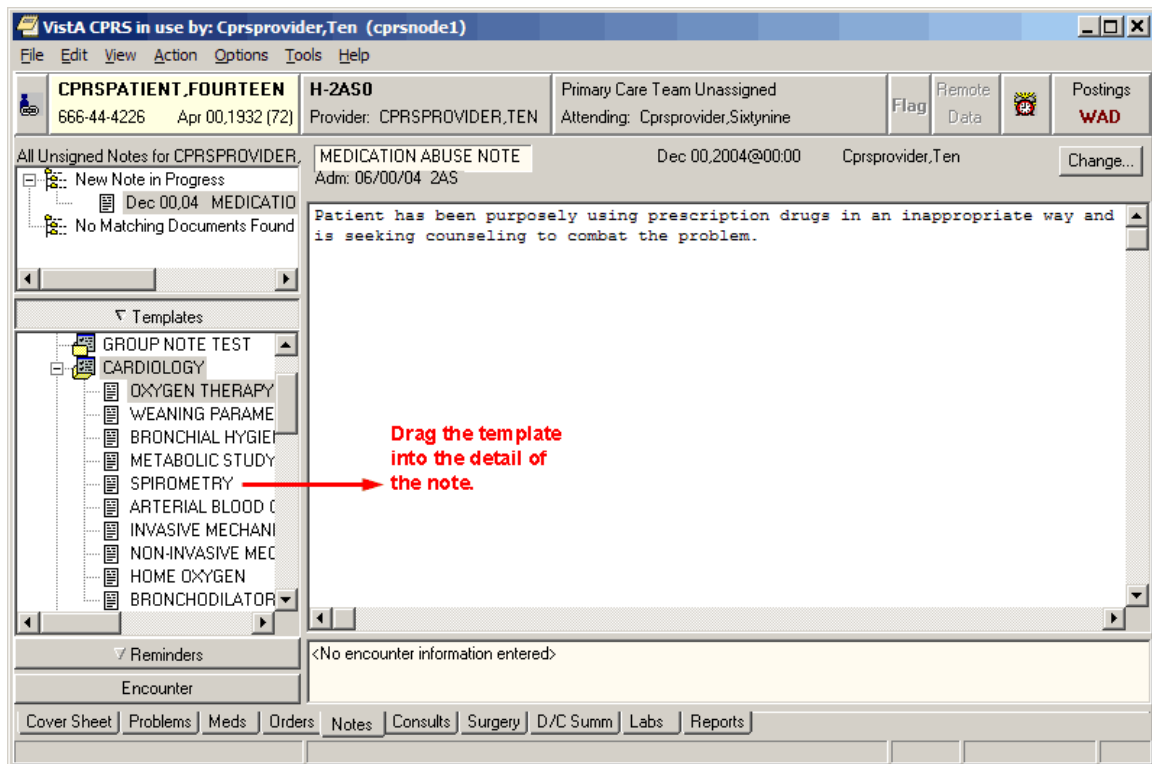 VistA CPRS in use by: Cprsprovider,Ten (cprsnode1)
File Edit View Action Options Tools Help
CPRSPATIENT,FOURTEEN
666-44-4226 Apr 00,1932 (72)
H-2AS0
Provider: CPRSPROVIDER,TEN
Primary Care Team Unassigned
Attending: Cprsprovider,Sixtynine
Flag
Remote
Data
Postings
WAD
All Unsigned Notes for CPRSPROVIDER,
New Note in Progress
Dec 00,04 MEDICATIO
No Matching Documents Found
MEDICATION ABUSE NOTE Dec 00,2004@00:00 Cprsprovider,Ten Change...
Adm: 06/00/04 2AS
Patient has been purposely using prescription drugs in an inappropriate way and
is seeking counseling to combat the problem.
Templates
GROUP NOTE TEST
CARDIOLOGY
OXYGEN THERAPY
WEANING PARAME
BRONCHIAL HYGIEI
METABOLIC STUDY
SPIROMETRY
ARTERIAL BLOOD G
INVASIVE MECHANI
NON-INVASIVE MEC
HOME OXYGEN
BRONCHODILATOR
Drag the template
into the detail of
the note.
Reminders
Encounter
<No encounter information entered>
Cover Sheet Problems Meds Orders Notes Consults Surgery D/C Summ Labs Reports